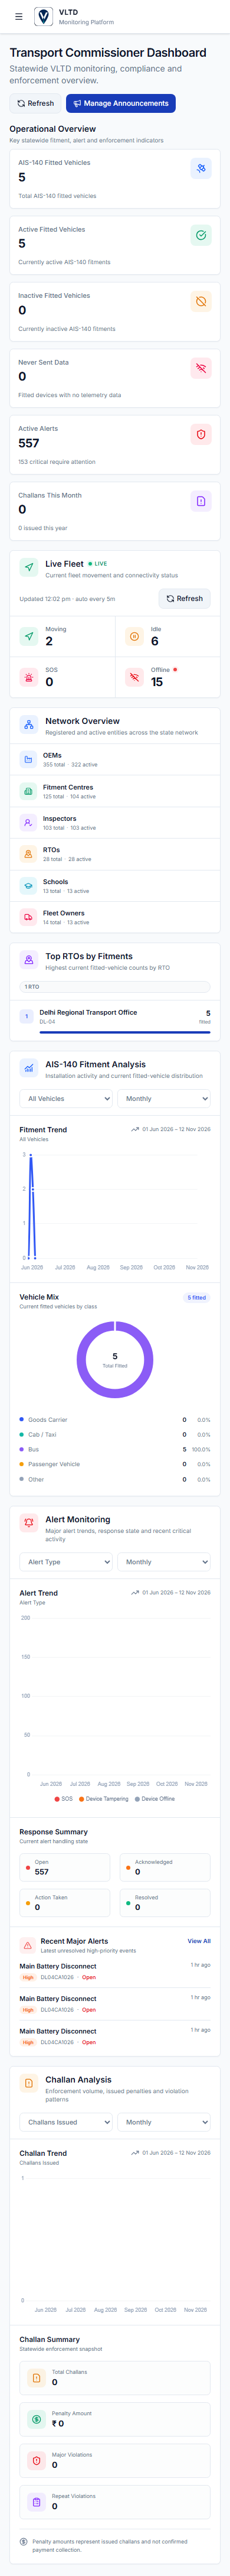 VLTD
Monitoring Platform
Transport Commissioner Dashboard
Statewide VLTD monitoring, compliance and
enforcement overview.
Refresh
Manage Announcements
Operational Overview
Key statewide fitment, alert and enforcement indicators
AIS-140 Fitted Vehicles
5
Total AIS-140 fitted vehicles
Active Fitted Vehicles
5
Currently active AIS-140 fitments
Inactive Fitted Vehicles
0
Currently inactive AIS-140 fitments
Never Sent Data
0
Fitted devices with no telemetry data
Active Alerts
557
153 critical require attention
Challans This Month
0
0 issued this year
Live Fleet LIVE
Current fleet movement and connectivity status
Updated 12:02 pm · auto every 5m
Refresh
Moving
2
Idle
6
SOS
0
Offline
15
Network Overview
Registered and active entities across the state network
OEMs
355 total · 322 active
Fitment Centres
125 total · 104 active
Inspectors
103 total · 103 active
RTOs
28 total · 28 active
Schools
13 total · 13 active
Fleet Owners
14 total · 13 active
Top RTOs by Fitments
Highest current fitted-vehicle counts by RTO
1 RTO
1
Delhi Regional Transport Office
DL-04
5
fitted
AIS-140 Fitment Analysis
Installation activity and current fitted-vehicle distribution
All Vehicles
Monthly
Fitment Trend
All Vehicles
01 Jun 2026 – 12 Nov 2026
3
2
1
0
Jun 2026 Jul 2026 Aug 2026 Sep 2026 Oct 2026 Nov 2026
Vehicle Mix
Current fitted vehicles by class
5 fitted
5
Total Fitted
Goods Carrier 0 0.0%
Cab / Taxi 0 0.0%
Bus 5 100.0%
Passenger Vehicle 0 0.0%
Other 0 0.0%
Alert Monitoring
Major alert trends, response state and recent critical
activity
Alert Type
Monthly
Alert Trend
Alert Type
01 Jun 2026 – 12 Nov 2026
200
150
100
50
0
Jun 2026 Jul 2026 Aug 2026 Sep 2026 Oct 2026 Nov 2026
SOS Device Tampering Device Offline
Response Summary
Current alert handling state
Open
557
Acknowledged
0
Action Taken
0
Resolved
0
Recent Major Alerts
Latest unresolved high-priority events
View All
Main Battery Disconnect 1 hr ago
High DL04CA1026 · Open
Main Battery Disconnect 1 hr ago
High DL04CA1026 · Open
Main Battery Disconnect 1 hr ago
High DL04CA1026 · Open
Challan Analysis
Enforcement volume, issued penalties and violation
patterns
Challans Issued
Monthly
Challan Trend
Challans Issued
01 Jun 2026 – 12 Nov 2026
1
0
Jun 2026 Jul 2026 Aug 2026 Sep 2026 Oct 2026 Nov 2026
Challan Summary
Statewide enforcement snapshot
Total Challans
0
Penalty Amount
₹ 0
Major Violations
0
Repeat Violations
0
Penalty amounts represent issued challans and not confirmed
payment collection.